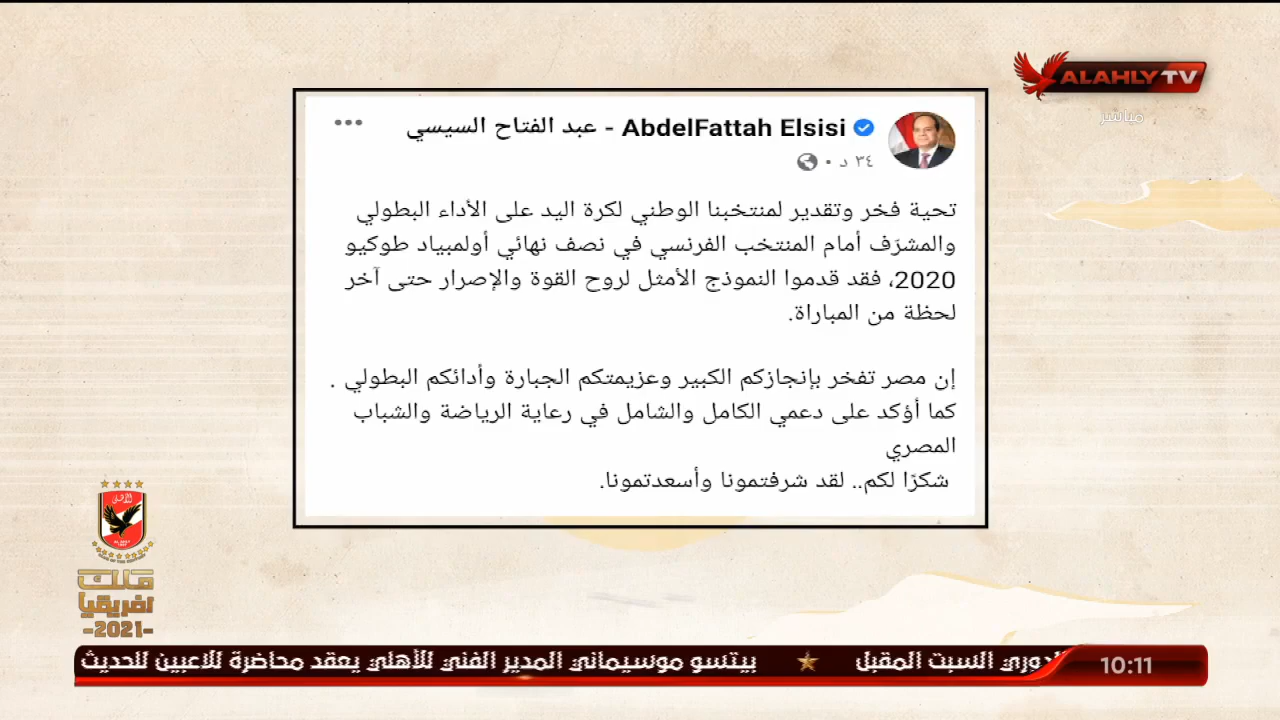 ALAHLY TV
مباشر
AbdelFattah Elsisi - عبد الفتاح السيسي
٣٤ د
تحية فخر وتقدير لمنتخبنا الوطني لكرة اليد على الأداء البطولي
والمشرّف أمام المنتخب الفرنسي في نصف نهائي أولمبياد طوكيو
2020، فقد قدموا النموذج الأمثل لروح القوة والإصرار حتى آخر
لحظة من المباراة.
إن مصر تفخر بإنجازكم الكبير وعزيمتكم الجبارة وأدائكم البطولي .
كما أؤكد على دعمي الكامل والشامل في رعاية الرياضة والشباب
المصري
شكرًا لكم.. لقد شرفتمونا وأسعدتمونا.
ملك
افريقيا
-2021-
السبت المقبل ★ بيتسو موسيماني المدير الفني للأهلي يعقد محاضرة للاعبين للحديث
10:11